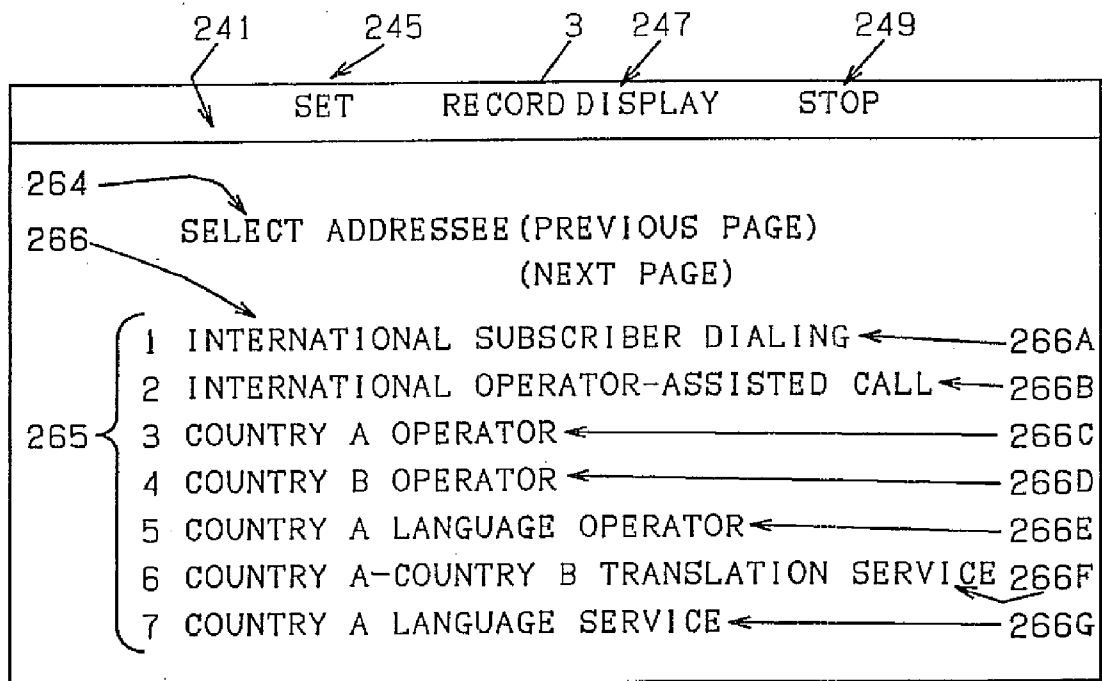 241 245 3 247 249
SET RECORD DISPLAY STOP
264
SELECT ADDRESSEE (PREVIOUS PAGE)
266
(NEXT PAGE)
1 INTERNATIONAL SUBSCRIBER DIALING 266A
2 INTERNATIONAL OPERATOR-ASSISTED CALL 266B
265 3 COUNTRY A OPERATOR 266C
4 COUNTRY B OPERATOR 266D
5 COUNTRY A LANGUAGE OPERATOR 266E
6 COUNTRY A-COUNTRY B TRANSLATION SERVICE 266F
7 COUNTRY A LANGUAGE SERVICE 266G